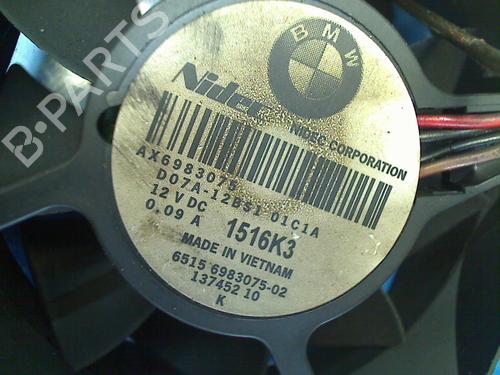 B-PARTS
BMW
Nidec
NIDEC CORPORATION
AX6983075
D07A-12BS1 01C1A
12 V DC
0.09 A
1516K3
MADE IN VIETNAM
6515 6983075-02
137452 10
K